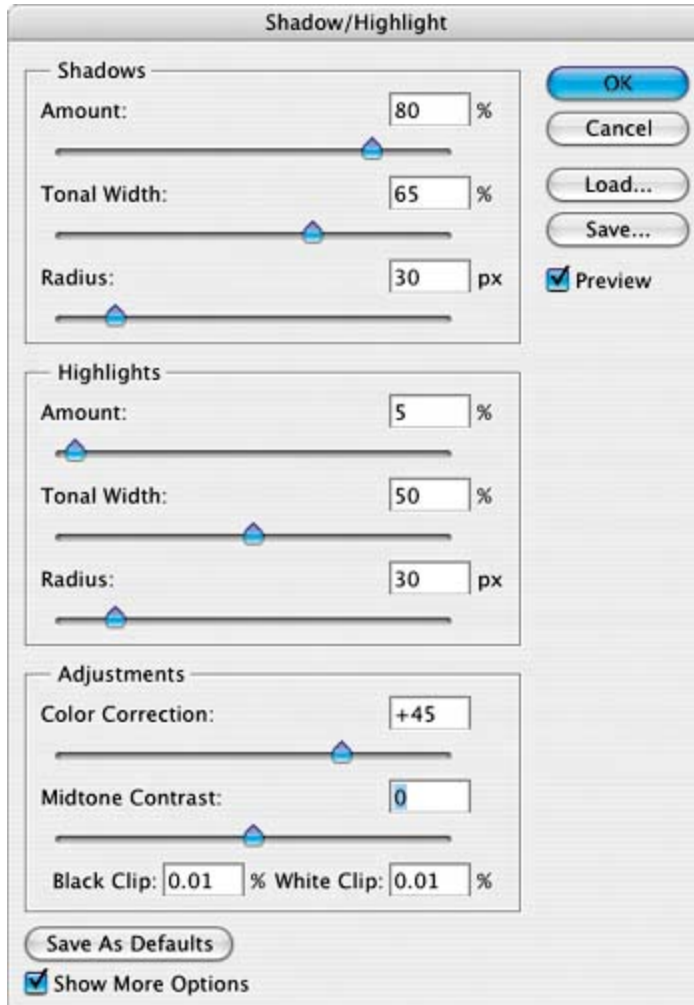 Shadow/Highlight
Shadows
Amount: 80 %
Tonal Width: 65 %
Radius: 30 px
Highlights
Amount: 5 %
Tonal Width: 50 %
Radius: 30 px
Adjustments
Color Correction: +45
Midtone Contrast: 0
Black Clip: 0.01 % White Clip: 0.01 %
Save As Defaults
Show More Options
OK
Cancel
Load...
Save...
Preview